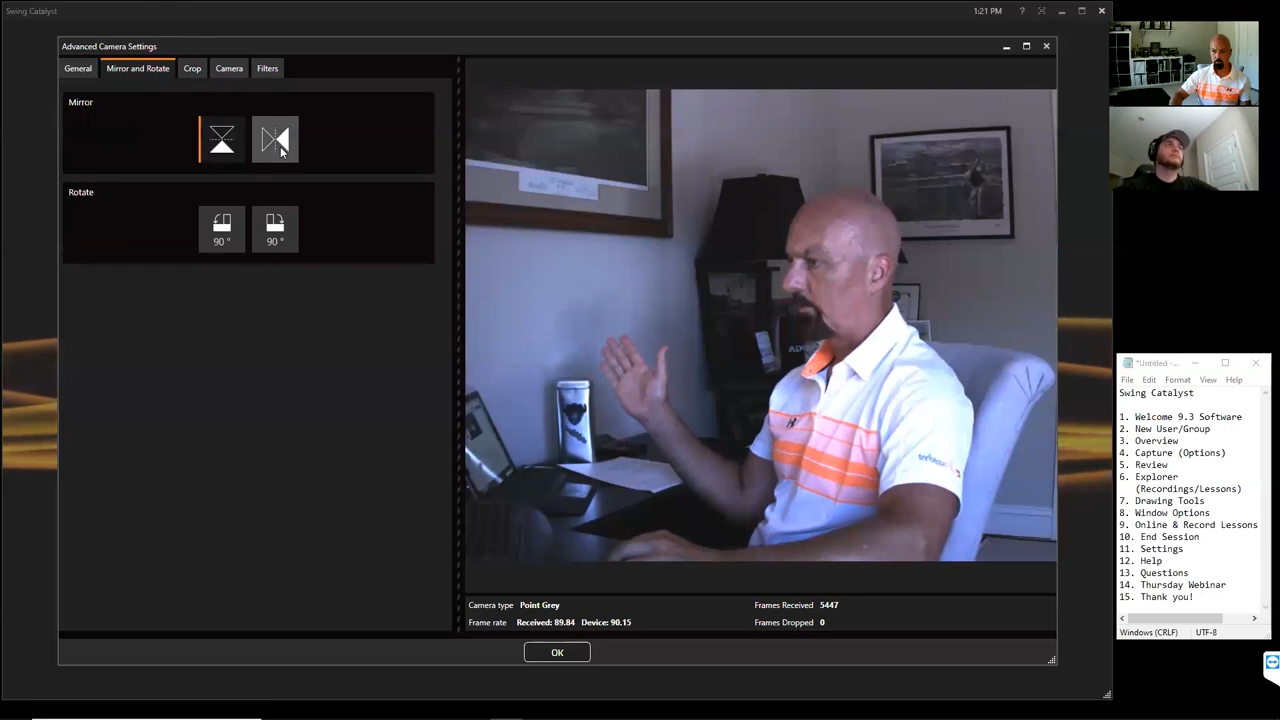 Swing Catalyst
1:21 PM
?
Advanced Camera Settings
General
Mirror and Rotate
Crop
Camera
Filters
Mirror
Rotate
90 °
90 °
Camera type Point Grey
Frames Received 5447
Frame rate Received: 89.84 Device: 90.15
Frames Dropped 0
OK
*Untitled -...
File Edit Format View Help
Swing Catalyst
1. Welcome 9.3 Software
2. New User/Group
3. Overview
4. Capture (Options)
5. Review
6. Explorer
(Recordings/Lessons)
7. Drawing Tools
8. Window Options
9. Online & Record Lessons
10. End Session
11. Settings
12. Help
13. Questions
14. Thursday Webinar
15. Thank you!
Windows (CRLF) UTF-8